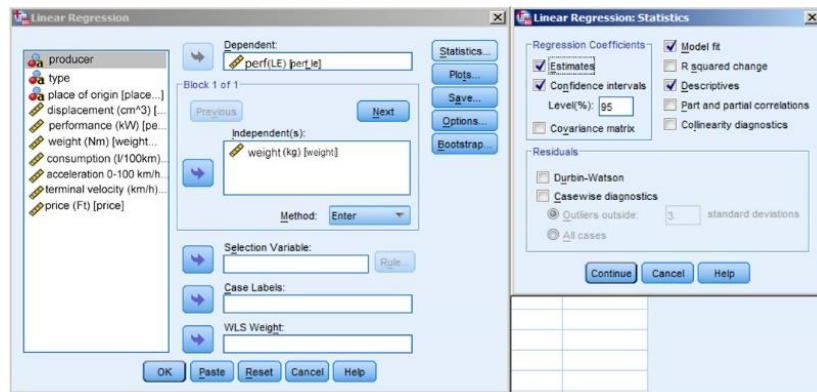 Linear Regression
producer
type
place of origin [place...
displacement (cm^3) [...
performance (kW) [pe...
weight (Nm) [weight...
consumption (l/100km)...
acceleration 0-100 km/h...
terminal velocity (km/h)...
price (Ft) [price]
Dependent:
perf(LE) [perf_le]
Block 1 of 1
Previous
Next
Independent(s):
weight (kg) [weight]
Method: Enter
Selection Variable:
Rule...
Case Labels:
WLS Weight:
Statistics...
Plots...
Save...
Options...
Bootstrap...
OK Paste Reset Cancel Help
Linear Regression: Statistics
Regression Coefficients
Estimates
Confidence intervals
Level(%): 95
Covariance matrix
Model fit
R squared change
Descriptives
Part and partial correlations
Collinearity diagnostics
Residuals
Durbin-Watson
Casewise diagnostics
Outliers outside: 3 standard deviations
All cases
Continue Cancel Help